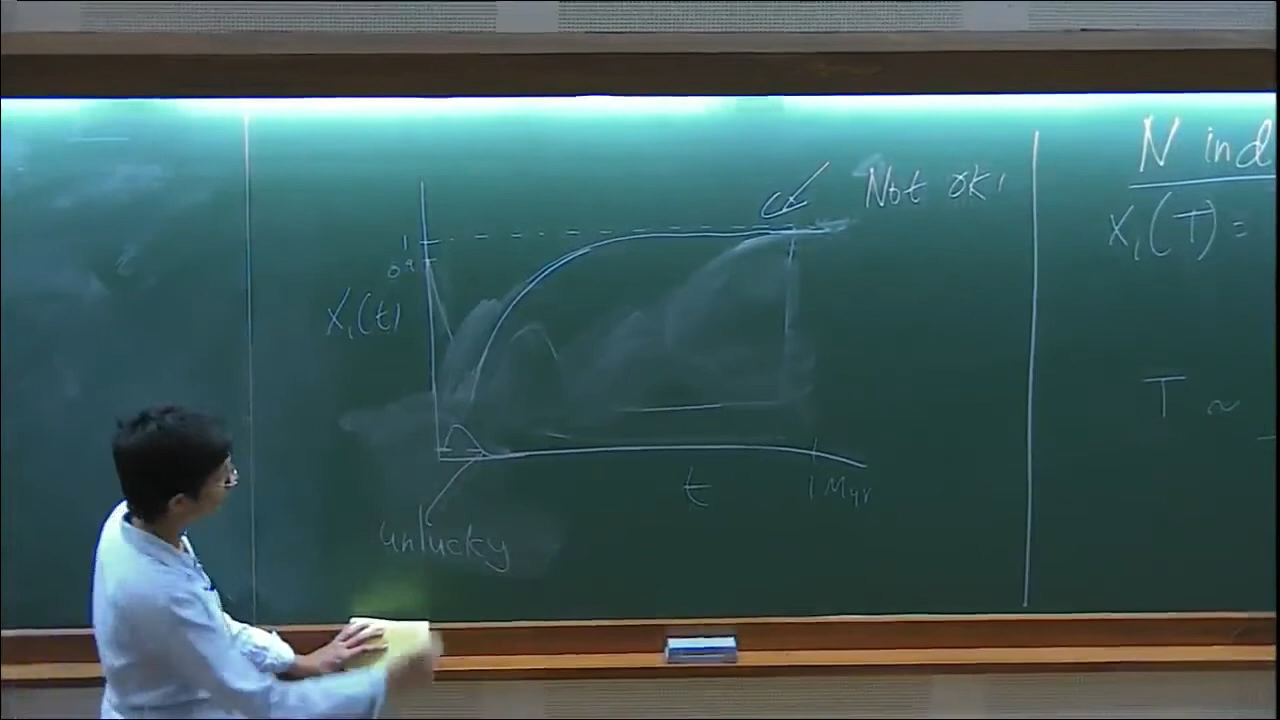 Not ok!
1
0.9
X₁(t)
t
1 Myr
unlucky
N ind
X₁(T) =
T ~